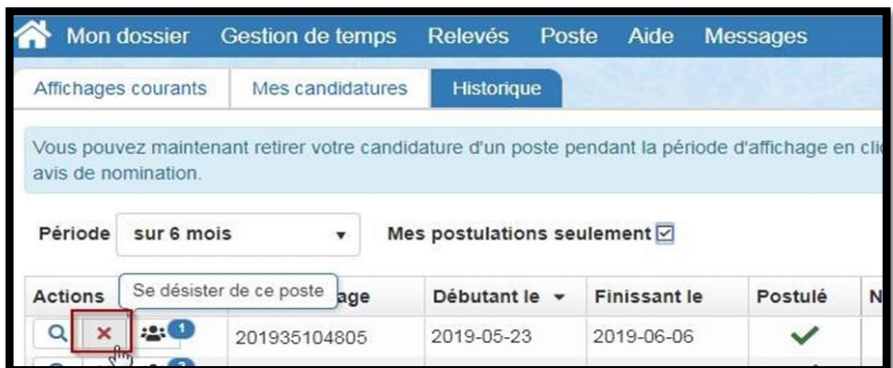 Mon dossier Gestion de temps Relevés Poste Aide Messages
Affichages courants Mes candidatures Historique
Vous pouvez maintenant retirer votre candidature d'un poste pendant la période d'affichage en
avis de nomination.
Période sur 6 mois Mes postulations seulement
Se désister de ce poste
Actions Débutant le Finissant le Postulé
1 201935104805 2019-05-23 2019-06-06